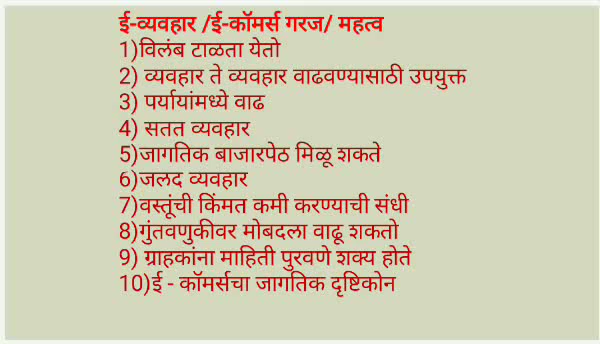 ई-व्यवहार /ई-कॉमर्स गरज/ महत्व
1)विलंब टाळता येतो
2) व्यवहार ते व्यवहार वाढवण्यासाठी उपयुक्त
3) पर्यायांमध्ये वाढ
4) सतत व्यवहार
5)जागतिक बाजारपेठ मिळू शकते
6)जलद व्यवहार
7)वस्तूंची किंमत कमी करण्याची संधी
8)गुंतवणुकीवर मोबदला वाढू शकतो
9) ग्राहकांना माहिती पुरवणे शक्य होते
10)ई - कॉमर्सचा जागतिक दृष्टिकोन